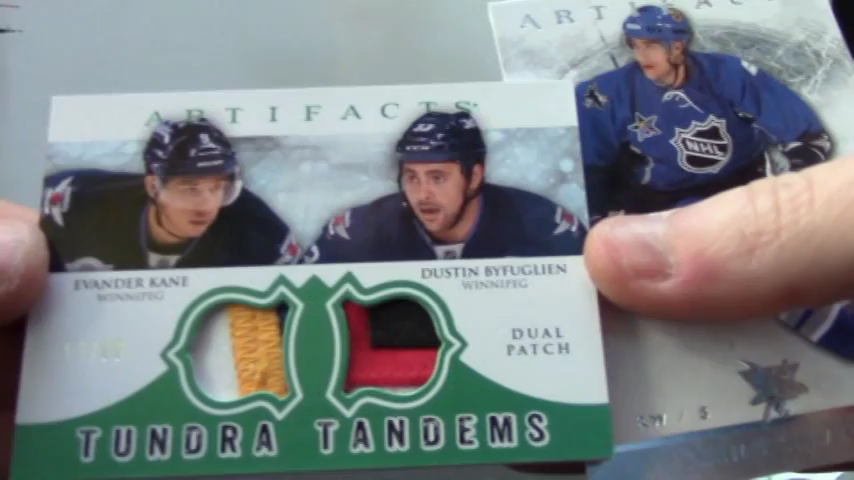 ARTIFACTS
ARTIFACTS
NHL
EVANDER KANE
WINNIPEG
DUSTIN BYFUGLIEN
WINNIPEG
DUAL
PATCH
TUNDRA TANDEMS